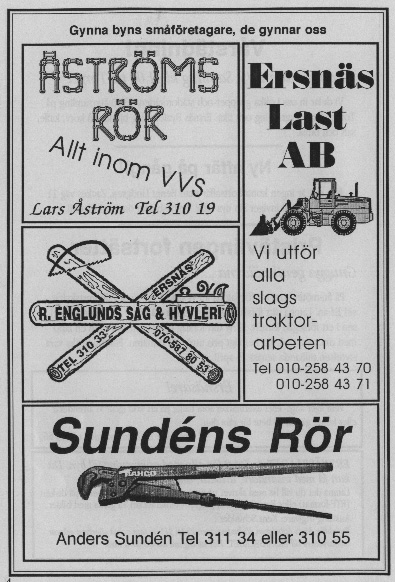 Gynna byns småföretagare, de gynnar oss
ÅSTRÖMS
RÖR
Allt inom VVS
Lars Åström Tel 310 19
Ersnäs
Last
AB
Vi utför
alla
slags
traktor-
arbeten
Tel 010-258 43 70
010-258 43 71
ERSNÄS
R. ENGLUNDS SÅG & HYVLERI
TEL 310 33
010-587 80 53
Sundéns Rör
BAHCO
Anders Sundén Tel 311 34 eller 310 55